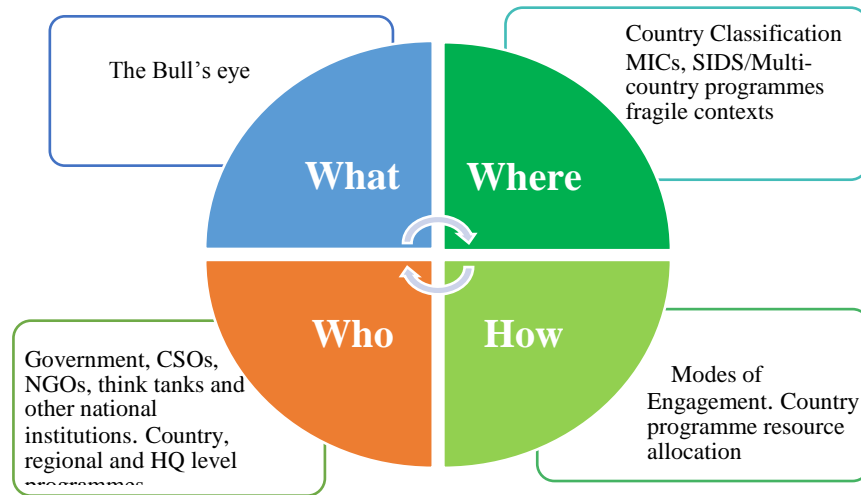 The Bull’s eye
Country Classification
MICs, SIDS/Multi-
country programmes
fragile contexts
What
Where
Who
How
Government, CSOs,
NGOs, think tanks and
other national
institutions. Country,
regional and HQ level
programmes
Modes of
Engagement. Country
programme resource
allocation